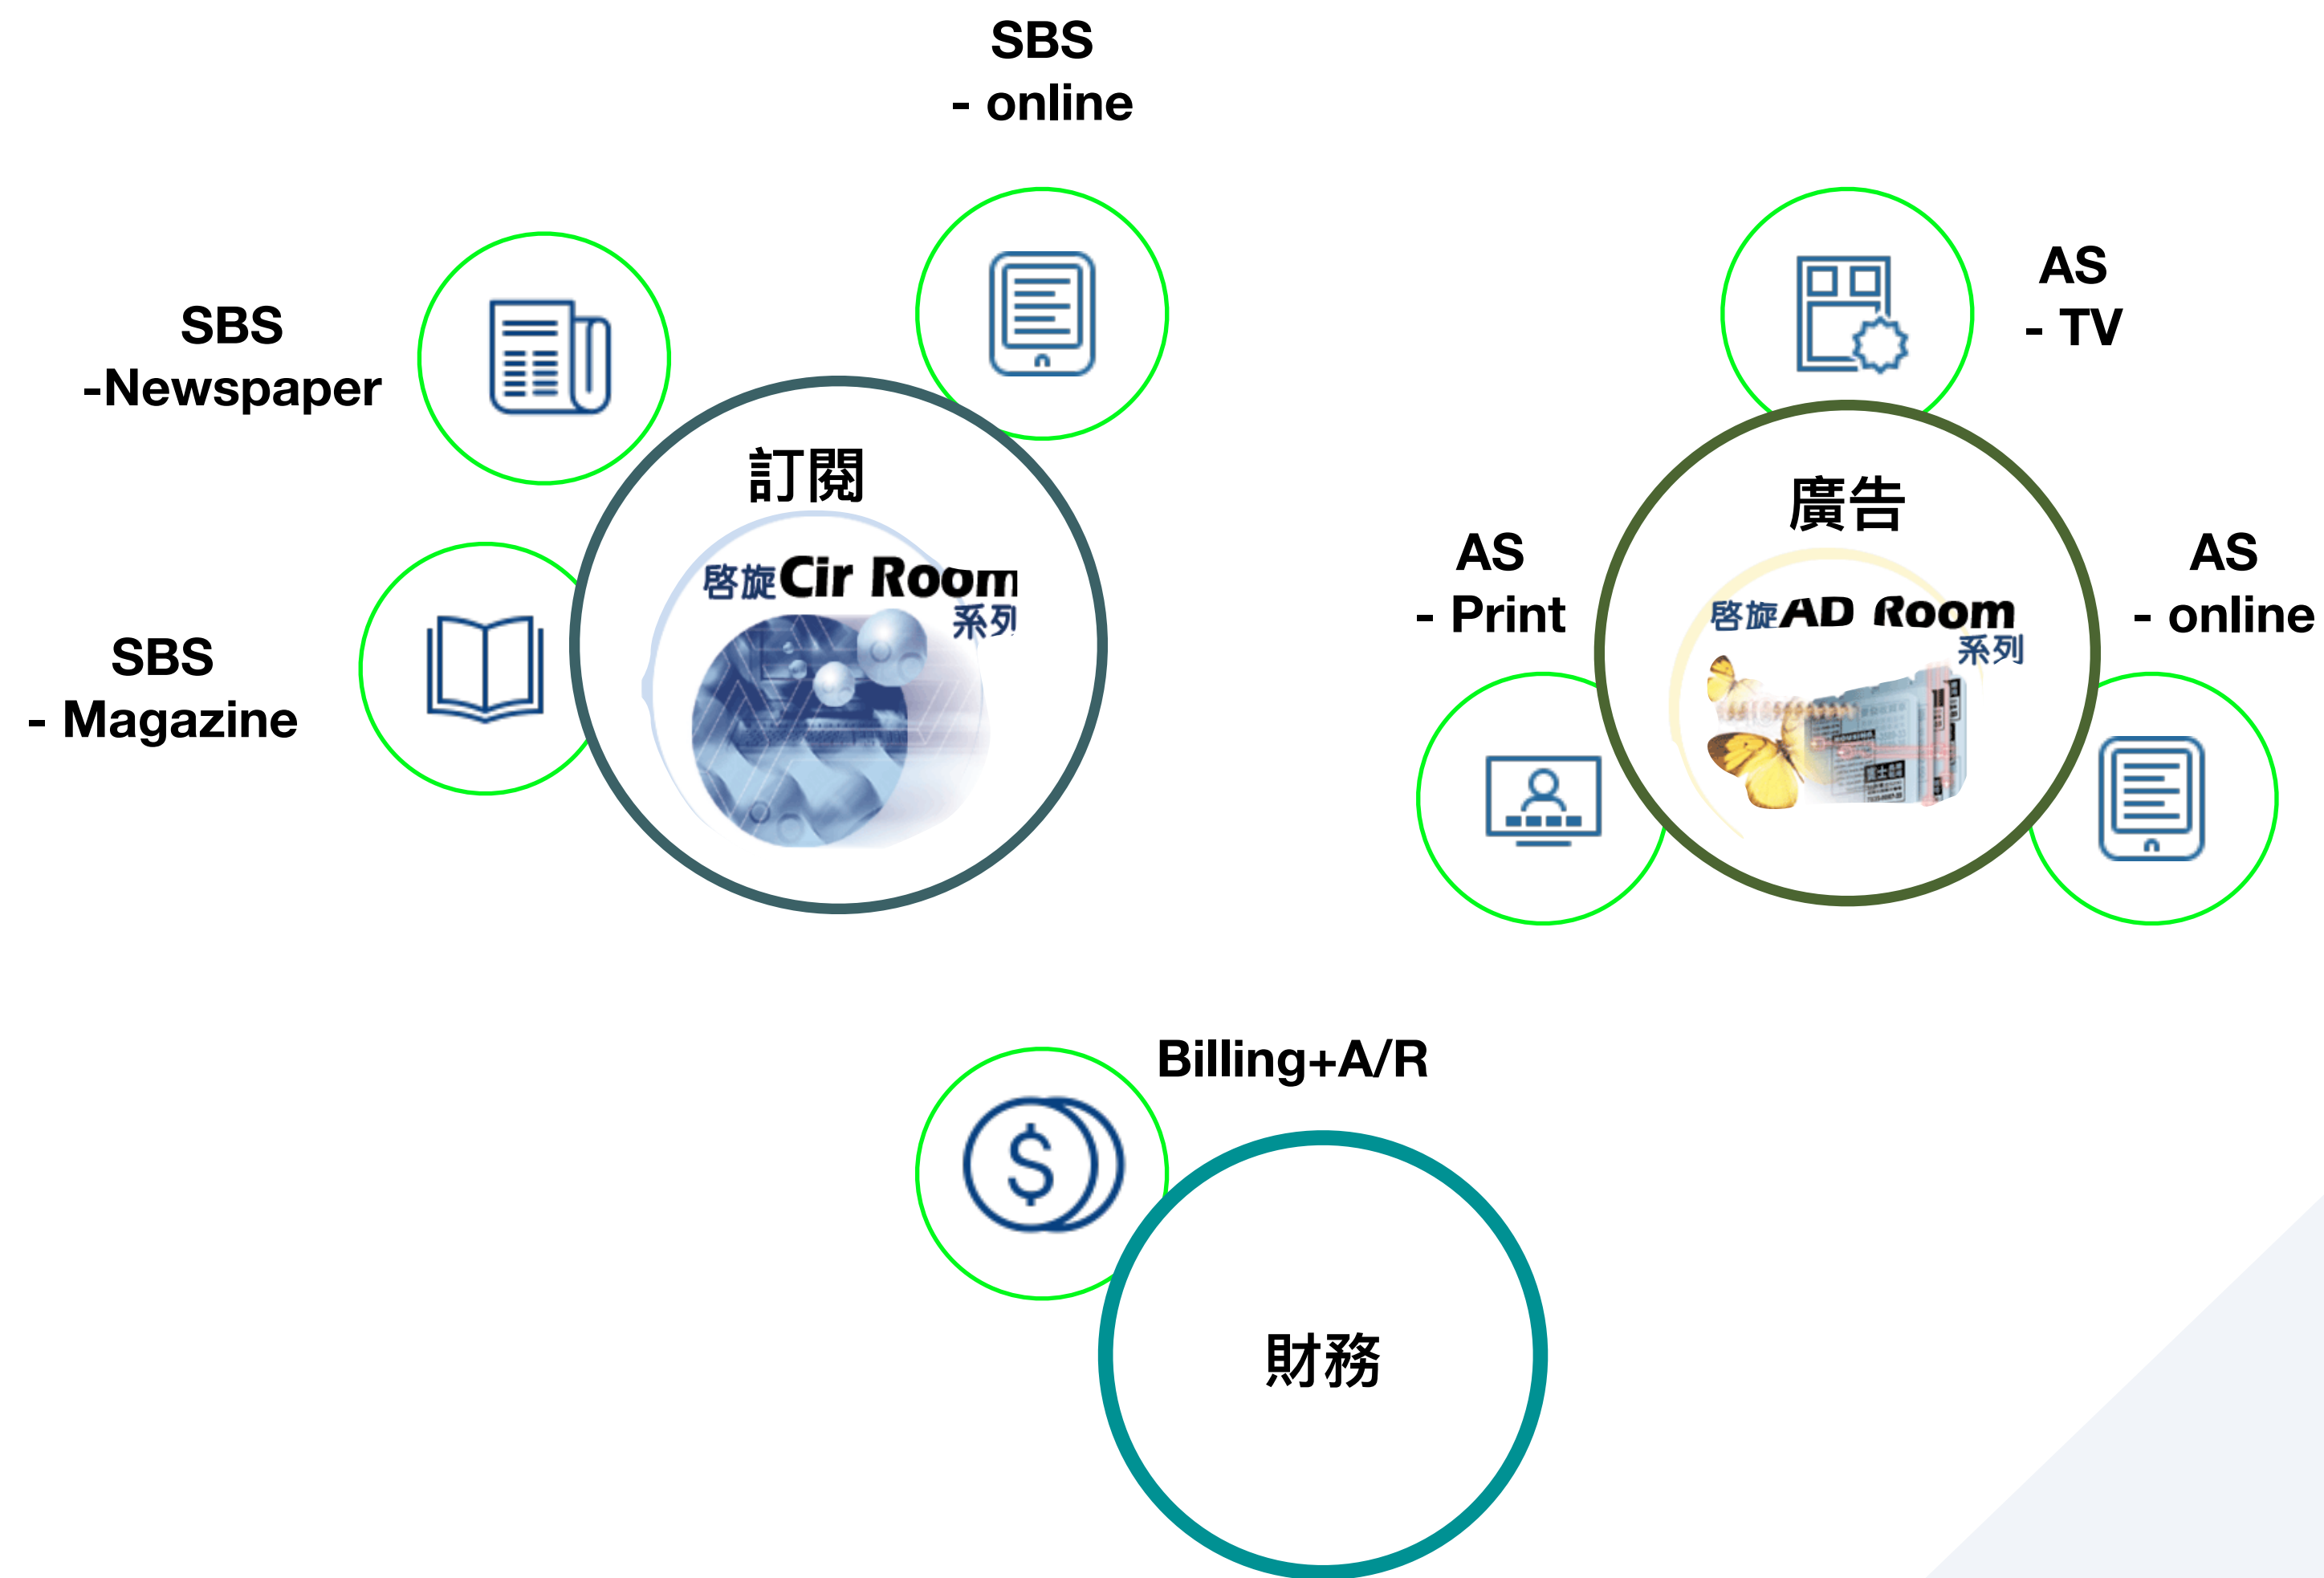 SBS
- online
SBS
-Newspaper
SBS
- Magazine
訂閱
啓旋Cir Room
系列
AS
- TV
廣告
AS
- Print
AS
- online
啓旋AD Room
系列
Billing+A/R
$
財務